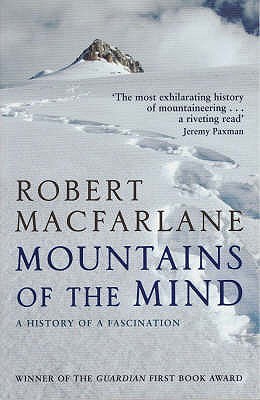 'The most exhilarating history
of mountaineering . . .
a riveting read'
Jeremy Paxman
ROBERT
MACFARLANE
MOUNTAINS
OF THE MIND
A HISTORY OF A FASCINATION
WINNER OF THE GUARDIAN FIRST BOOK AWARD